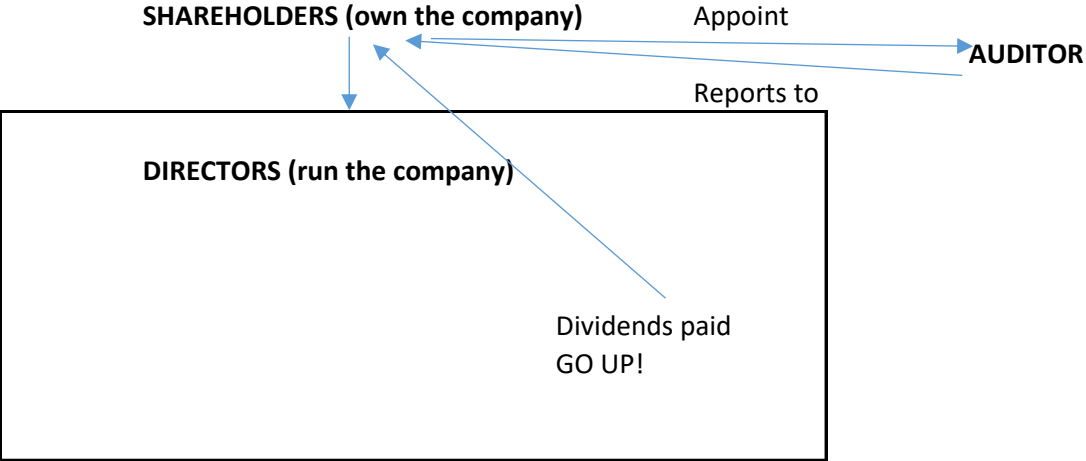 SHAREHOLDERS (own the company) Appoint
AUDITOR
Reports to
DIRECTORS (run the company)
Dividends paid
GO UP!